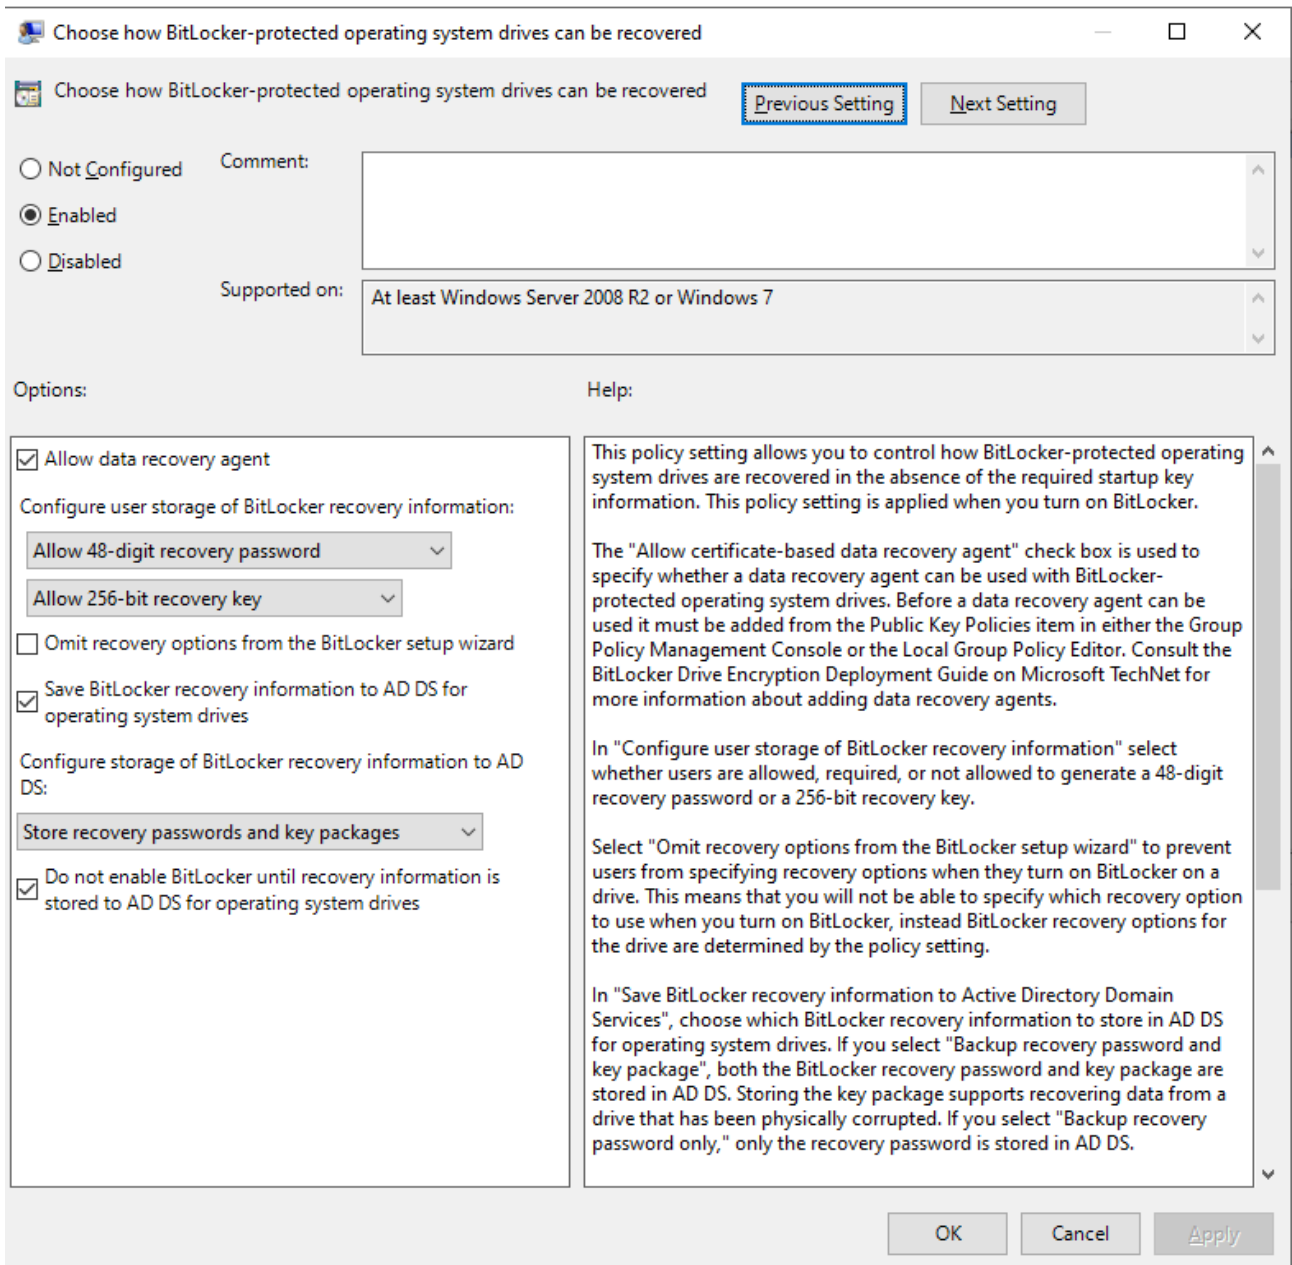 Choose how BitLocker-protected operating system drives can be recovered
Choose how BitLocker-protected operating system drives can be recovered
Previous Setting
Next Setting
Not Configured
Enabled
Disabled
Comment:
Supported on:
At least Windows Server 2008 R2 or Windows 7
Options:
Allow data recovery agent
Configure user storage of BitLocker recovery information:
Allow 48-digit recovery password
Allow 256-bit recovery key
Omit recovery options from the BitLocker setup wizard
Save BitLocker recovery information to AD DS for
operating system drives
Configure storage of BitLocker recovery information to AD
DS:
Store recovery passwords and key packages
Do not enable BitLocker until recovery information is
stored to AD DS for operating system drives
Help:
This policy setting allows you to control how BitLocker-protected operating
system drives are recovered in the absence of the required startup key
information. This policy setting is applied when you turn on BitLocker.
The "Allow certificate-based data recovery agent" check box is used to
specify whether a data recovery agent can be used with BitLocker-
protected operating system drives. Before a data recovery agent can be
used it must be added from the Public Key Policies item in either the Group
Policy Management Console or the Local Group Policy Editor. Consult the
BitLocker Drive Encryption Deployment Guide on Microsoft TechNet for
more information about adding data recovery agents.
In "Configure user storage of BitLocker recovery information" select
whether users are allowed, required, or not allowed to generate a 48-digit
recovery password or a 256-bit recovery key.
Select "Omit recovery options from the BitLocker setup wizard" to prevent
users from specifying recovery options when they turn on BitLocker on a
drive. This means that you will not be able to specify which recovery option
to use when you turn on BitLocker, instead BitLocker recovery options for
the drive are determined by the policy setting.
In "Save BitLocker recovery information to Active Directory Domain
Services", choose which BitLocker recovery information to store in AD DS
for operating system drives. If you select "Backup recovery password and
key package", both the BitLocker recovery password and key package are
stored in AD DS. Storing the key package supports recovering data from a
drive that has been physically corrupted. If you select "Backup recovery
password only," only the recovery password is stored in AD DS.
OK
Cancel
Apply